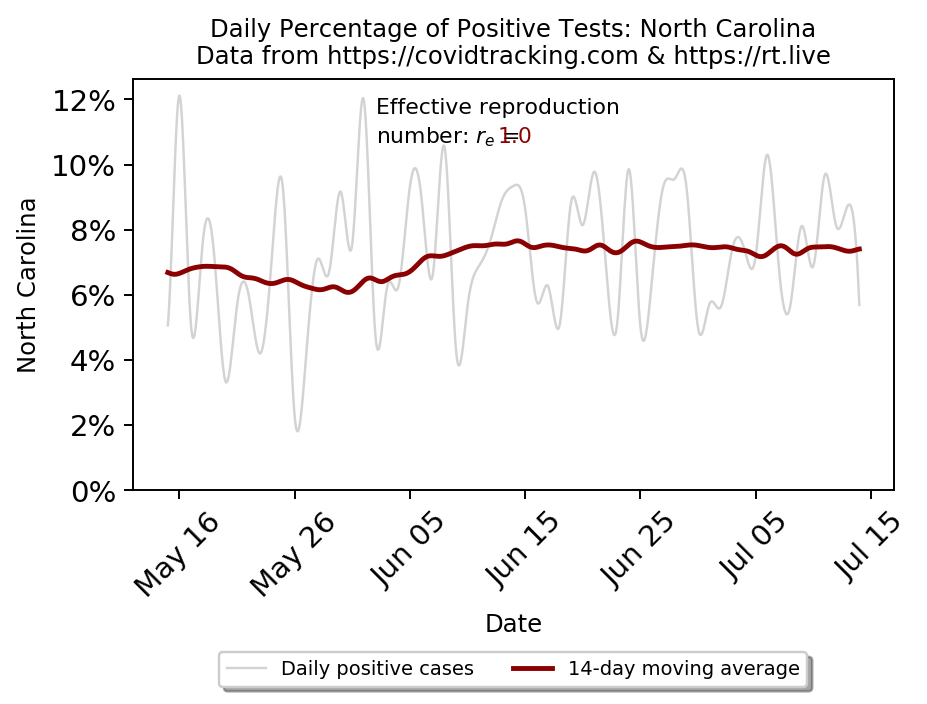 Daily Percentage of Positive Tests: North Carolina
Data from https://covidtracking.com & https://rt.live
12%
10%
8%
6%
4%
2%
0%
North Carolina
Effective reproduction
number: rₑ = 1.0
May 16
May 26
Jun 05
Jun 15
Jun 25
Jul 05
Jul 15
Date
Daily positive cases
14-day moving average